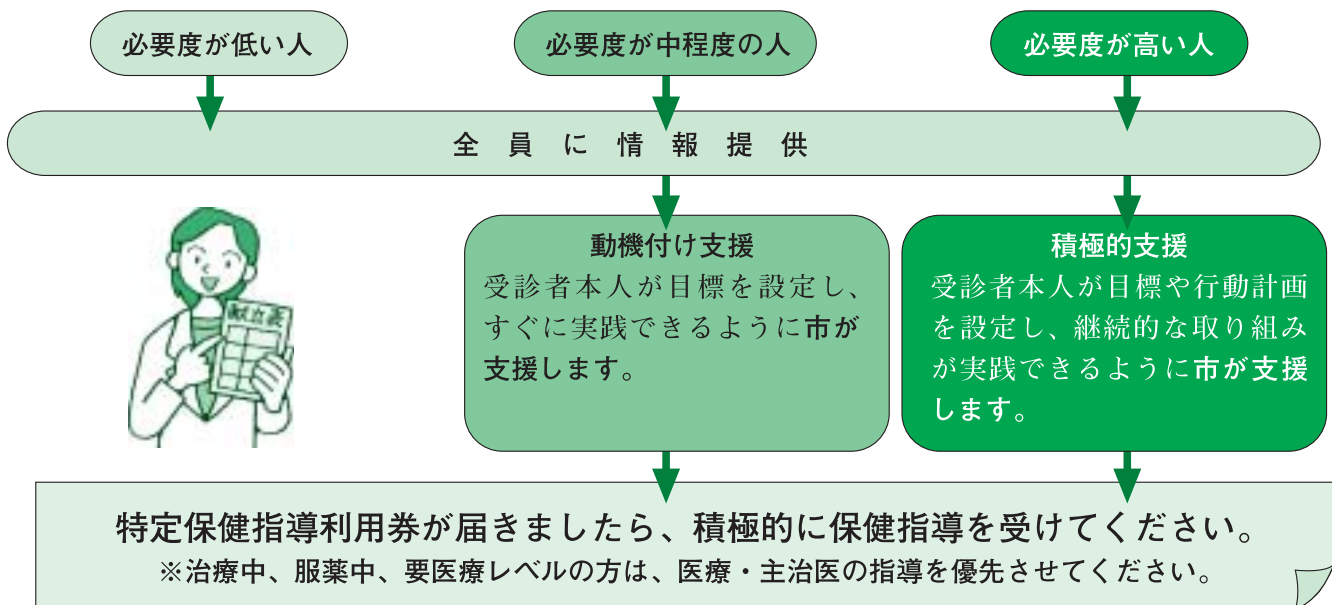 必要度が低い人
必要度が中程度の人
必要度が高い人
全員に情報提供
献立表
動機付け支援
受診者本人が目標を設定し、
すぐに実践できるように市が
支援します。
積極的支援
受診者本人が目標や行動計画
を設定し、継続的な取り組み
が実践できるように市が支援
します。
特定保健指導利用券が届きましたら、積極的に保健指導を受けてください。
※治療中、服薬中、要医療レベルの方は、医療・主治医の指導を優先させてください。